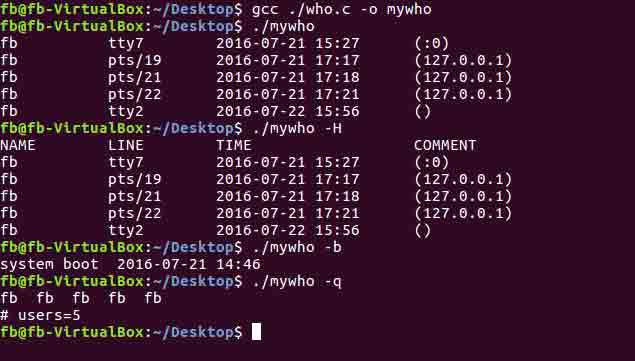 fb@fb-VirtualBox:~/Desktop$ gcc ./who.c -o mywho
fb@fb-VirtualBox:~/Desktop$ ./mywho
fb       tty7         2016-07-21 15:27     (:0)
fb       pts/19       2016-07-21 17:17     (127.0.0.1)
fb       pts/21       2016-07-21 17:18     (127.0.0.1)
fb       pts/22       2016-07-21 17:21     (127.0.0.1)
fb       tty2         2016-07-22 15:56     ()
fb@fb-VirtualBox:~/Desktop$ ./mywho -H
NAME     LINE         TIME                 COMMENT
fb       tty7         2016-07-21 15:27     (:0)
fb       pts/19       2016-07-21 17:17     (127.0.0.1)
fb       pts/21       2016-07-21 17:18     (127.0.0.1)
fb       pts/22       2016-07-21 17:21     (127.0.0.1)
fb       tty2         2016-07-22 15:56     ()
fb@fb-VirtualBox:~/Desktop$ ./mywho -b
system boot  2016-07-21 14:46
fb@fb-VirtualBox:~/Desktop$ ./mywho -q
fb  fb  fb  fb  fb
# users=5
fb@fb-VirtualBox:~/Desktop$